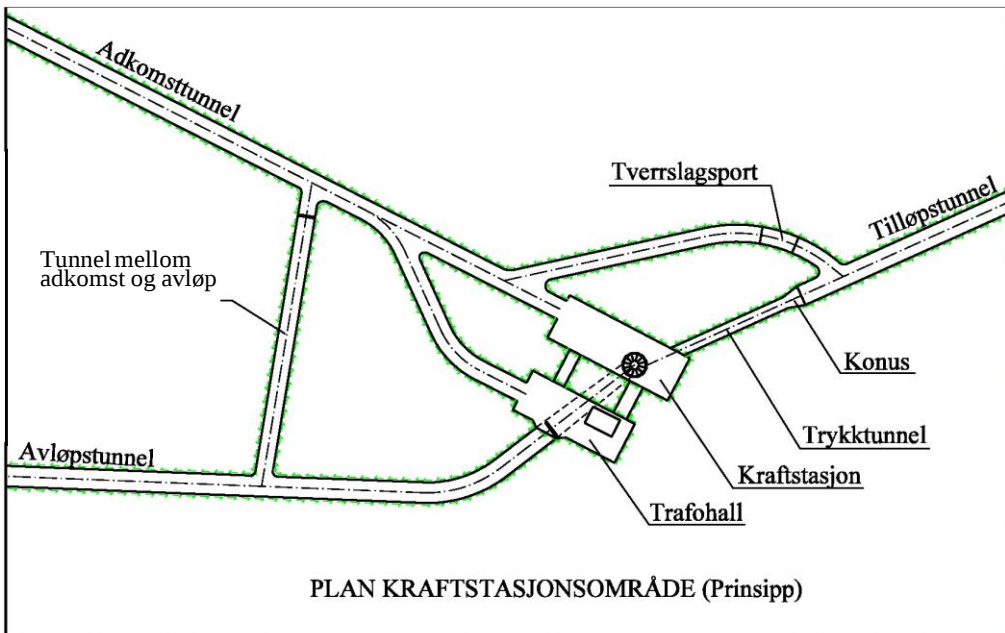 Adkomsttunnel
Tverrslagsport
Tilløpstunnel
Tunnel mellom
adkomst og avløp
Konus
Trykktunnel
Avløpstunnel
Kraftstasjon
Trafohall
PLAN KRAFTSTASJONSOMRÅDE (Prinsipp)